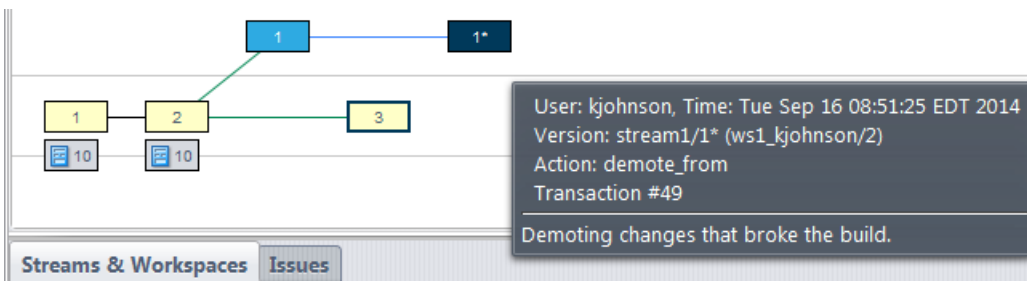 1
1*
1
2
3
10
10
User: kjohnson, Time: Tue Sep 16 08:51:25 EDT 2014
Version: stream1/1* (ws1_kjohnson/2)
Action: demote_from
Transaction #49
Demoting changes that broke the build.
Streams & Workspaces
Issues